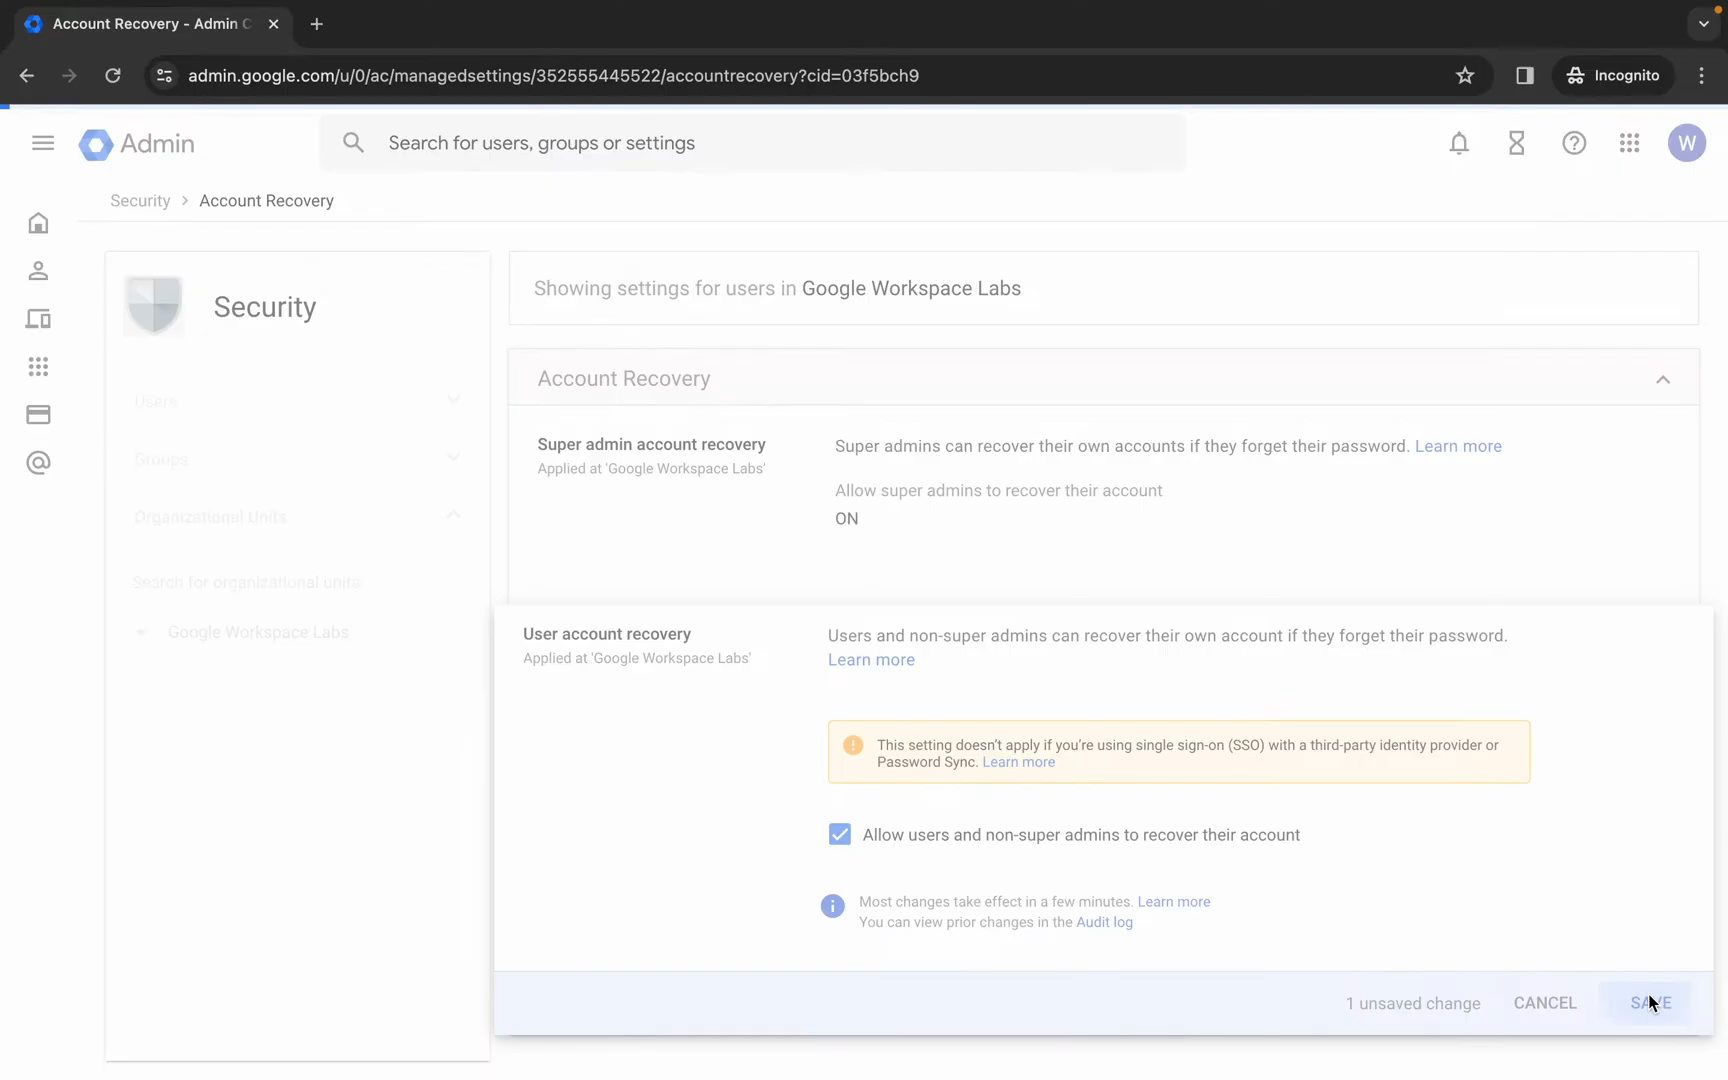 Account Recovery - Admin C
admin.google.com/u/0/ac/managedsettings/352555445522/accountrecovery?cid=03f5bch9
Incognito
Admin
Search for users, groups or settings
W
Security > Account Recovery
Security
Users
Groups
Organizational Units
Search for organizational units
Google Workspace Labs
Showing settings for users in Google Workspace Labs
Account Recovery
Super admin account recovery
Applied at 'Google Workspace Labs'
Super admins can recover their own accounts if they forget their password. Learn more
Allow super admins to recover their account
ON
User account recovery
Applied at 'Google Workspace Labs'
Users and non-super admins can recover their own account if they forget their password.
Learn more
This setting doesn't apply if you're using single sign-on (SSO) with a third-party identity provider or
Password Sync. Learn more
Allow users and non-super admins to recover their account
Most changes take effect in a few minutes. Learn more
You can view prior changes in the Audit log
1 unsaved change CANCEL SAVE